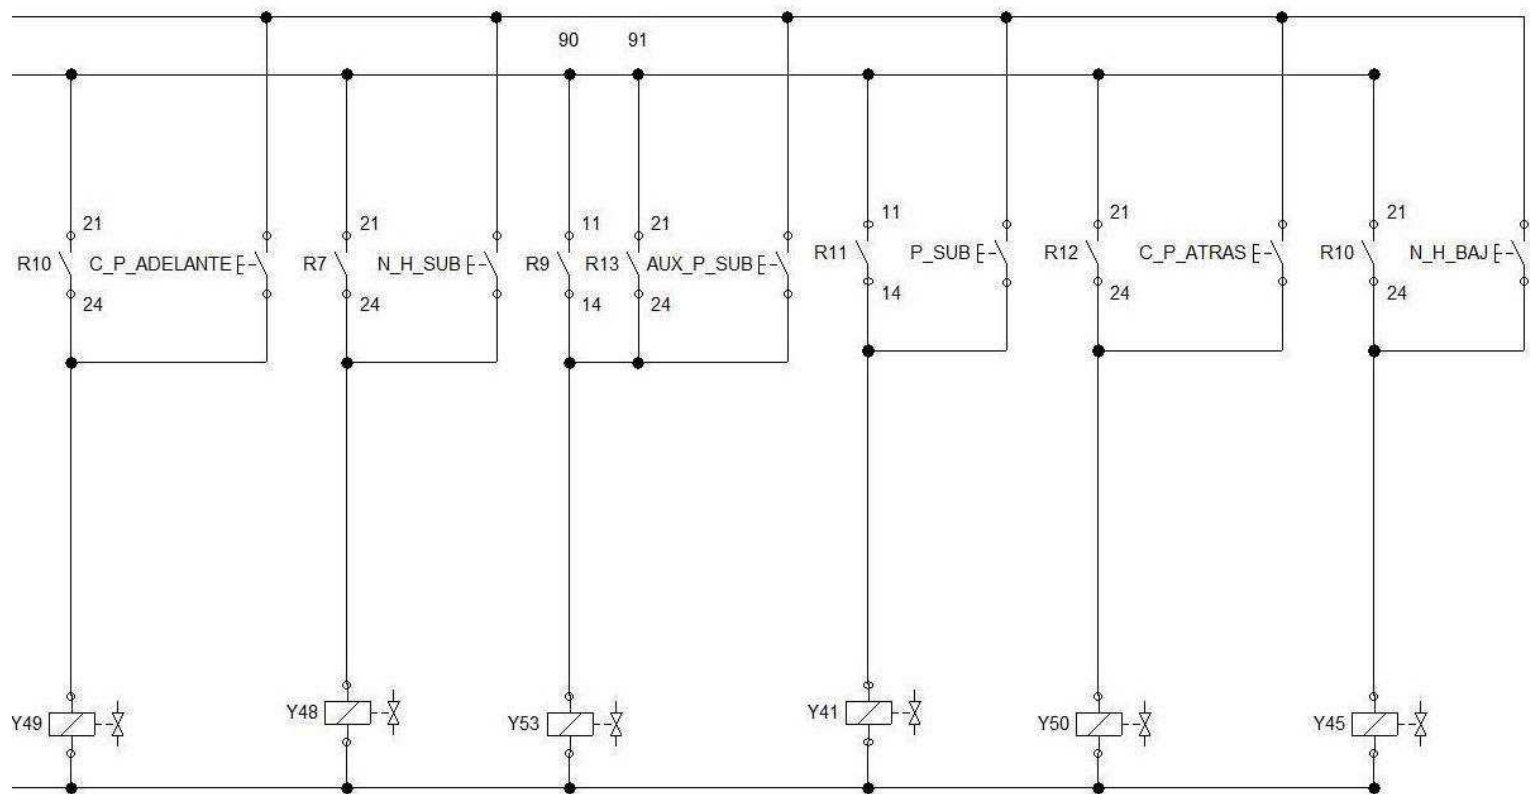 90 91
11
21 21 11 21 21 21
R11 P_SUB R12 C_P_ATRAS R10 N_H_BAJ
R10 C_P_ADELANTE R7 N_H_SUB R9 R13 AUX_P_SUB
14 24 24
24 24 14 24
Y48 Y41
Y49 Y53 Y50 Y45